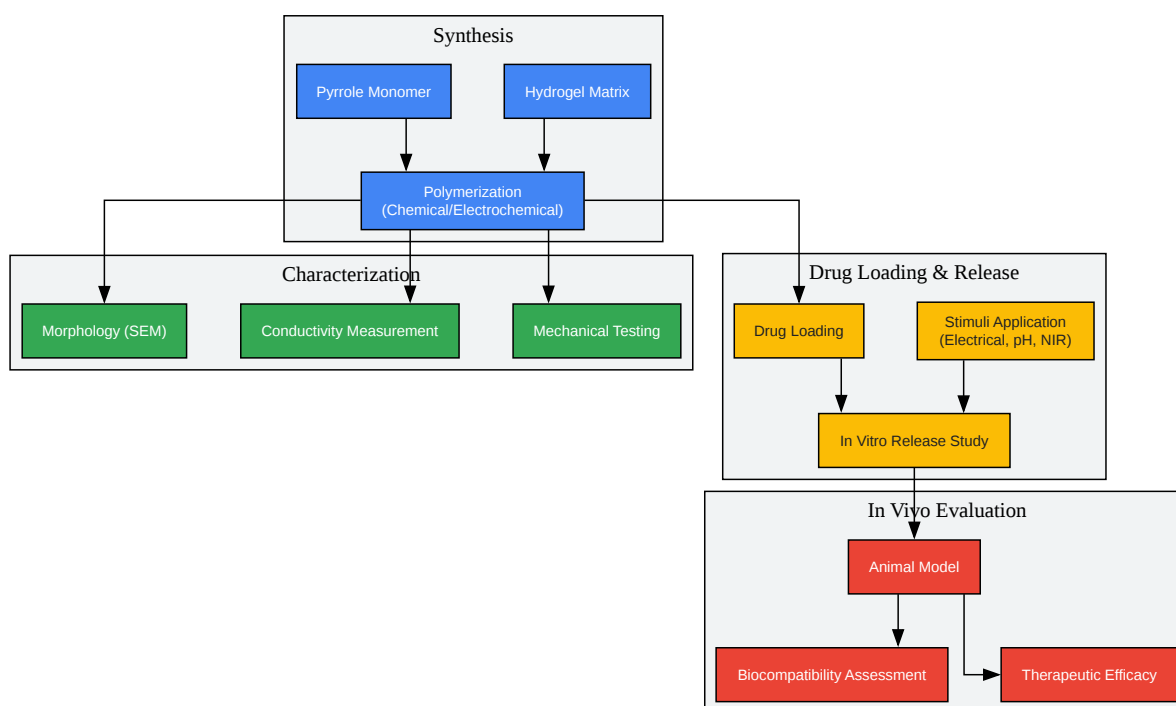 Synthesis
Pyrrole Monomer
Hydrogel Matrix
Polymerization
(Chemical/Electrochemical)
Characterization
Morphology (SEM)
Conductivity Measurement
Mechanical Testing
Drug Loading & Release
Drug Loading
Stimuli Application
(Electrical, pH, NIR)
In Vitro Release Study
In Vivo Evaluation
Animal Model
Biocompatibility Assessment
Therapeutic Efficacy